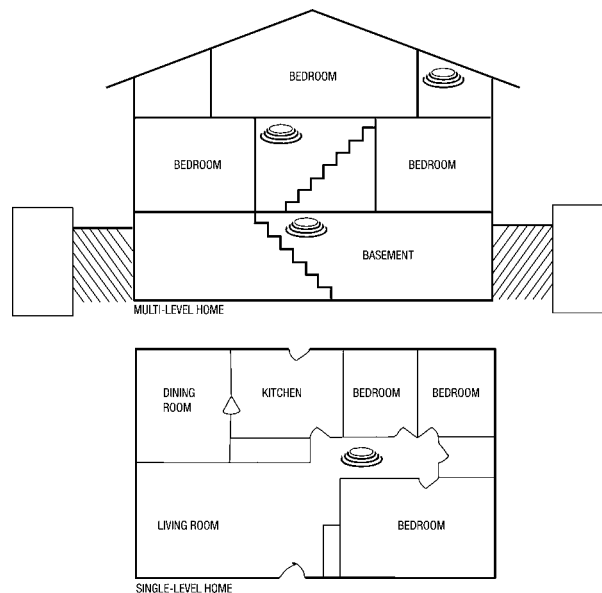 BEDROOM
BEDROOM
BEDROOM
BASEMENT
MULTI-LEVEL HOME
DINING
ROOM
KITCHEN
BEDROOM
BEDROOM
LIVING ROOM
BEDROOM
SINGLE-LEVEL HOME